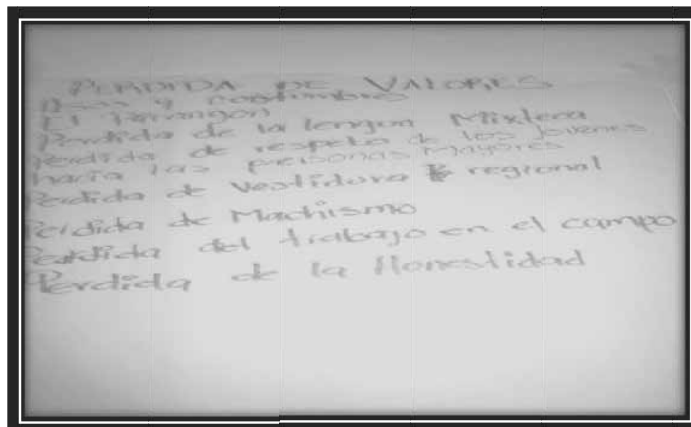 PERDIDA DE VALORES
Usos y costumbres
El
Perdida de la lengua Mixteca
Perdida de respeto de los jovenes
hacia las personas Mayores
Perdida de Vestidura regional
Perdida de Machismo
Perdida del trabajo en el campo
Perdida de la Honestidad